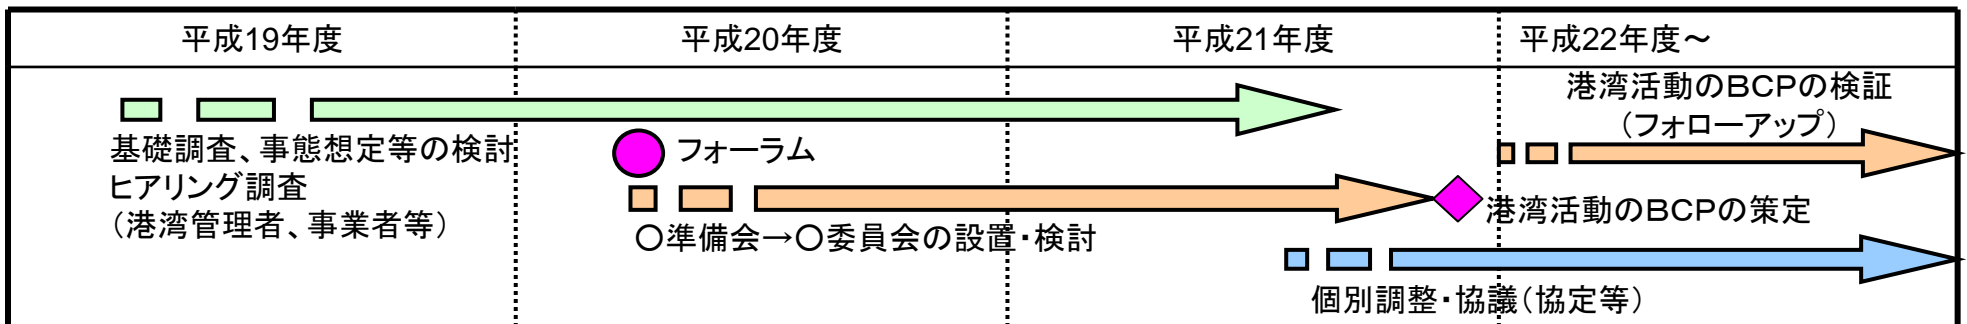 平成19年度
平成20年度
平成21年度
平成22年度～
港湾活動のBCPの検証
（フォローアップ）
基礎調査、事態想定等の検討
ヒアリング調査
（港湾管理者、事業者等）
フォーラム
○準備会→○委員会の設置・検討
港湾活動のBCPの策定
個別調整・協議（協定等）